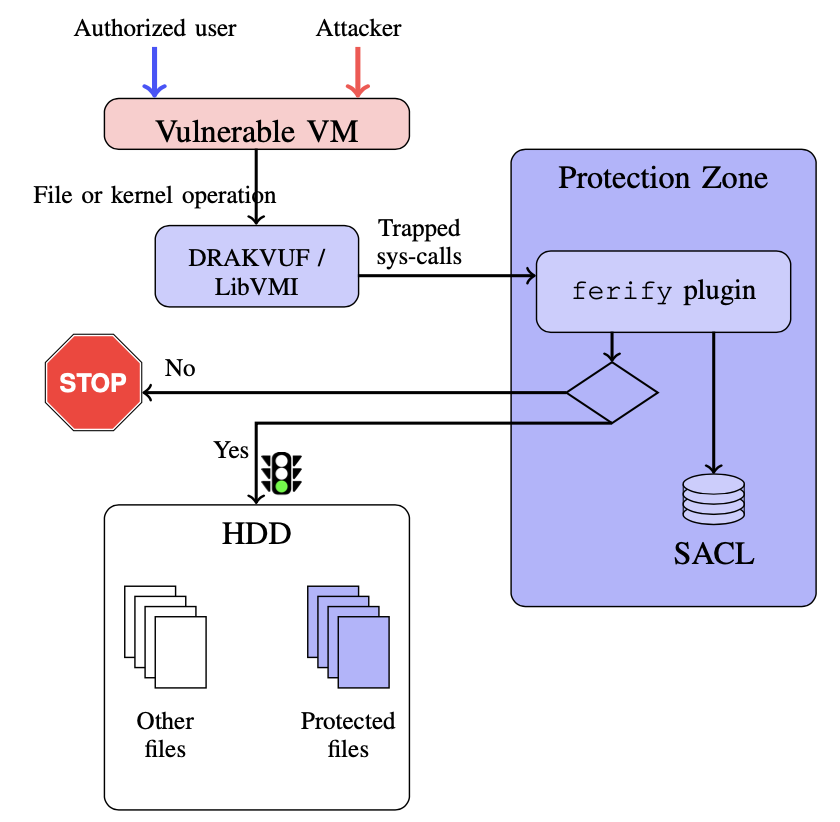 Authorized user
Attacker
Vulnerable VM
File or kernel operation
Protection Zone
DRAKVUF /
LibVMI
Trapped
sys-calls
ferify plugin
STOP
No
Yes
SACL
HDD
Other
files
Protected
files